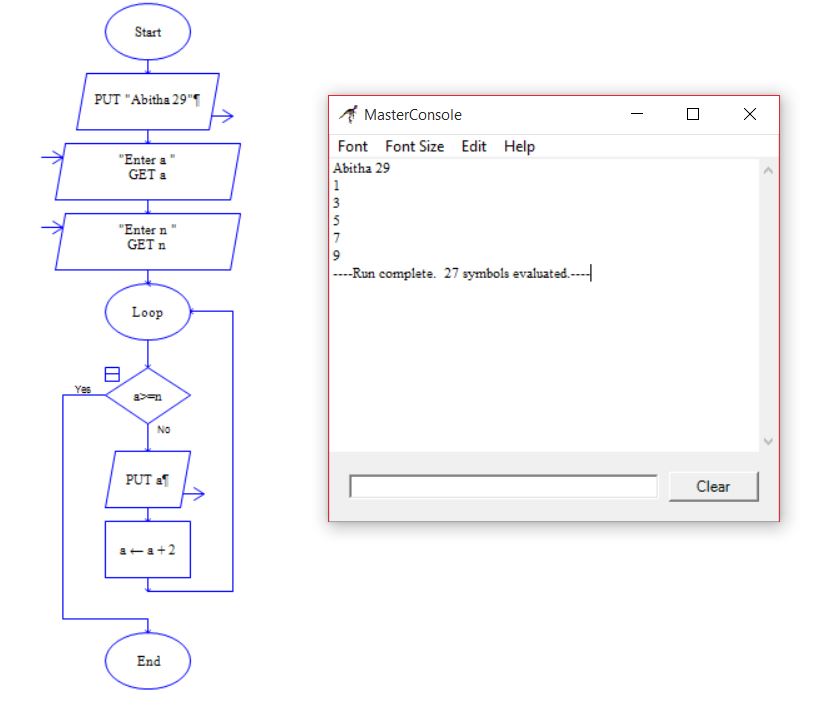 Start
PUT "Abitha 29"¶
"Enter a "
GET a
"Enter n "
GET n
Loop
Yes
a>=n
No
PUT a¶
a ← a + 2
End
MasterConsole
Font Font Size Edit Help
Abitha 29
1
3
5
7
9
----Run complete.  27 symbols evaluated.----
Clear